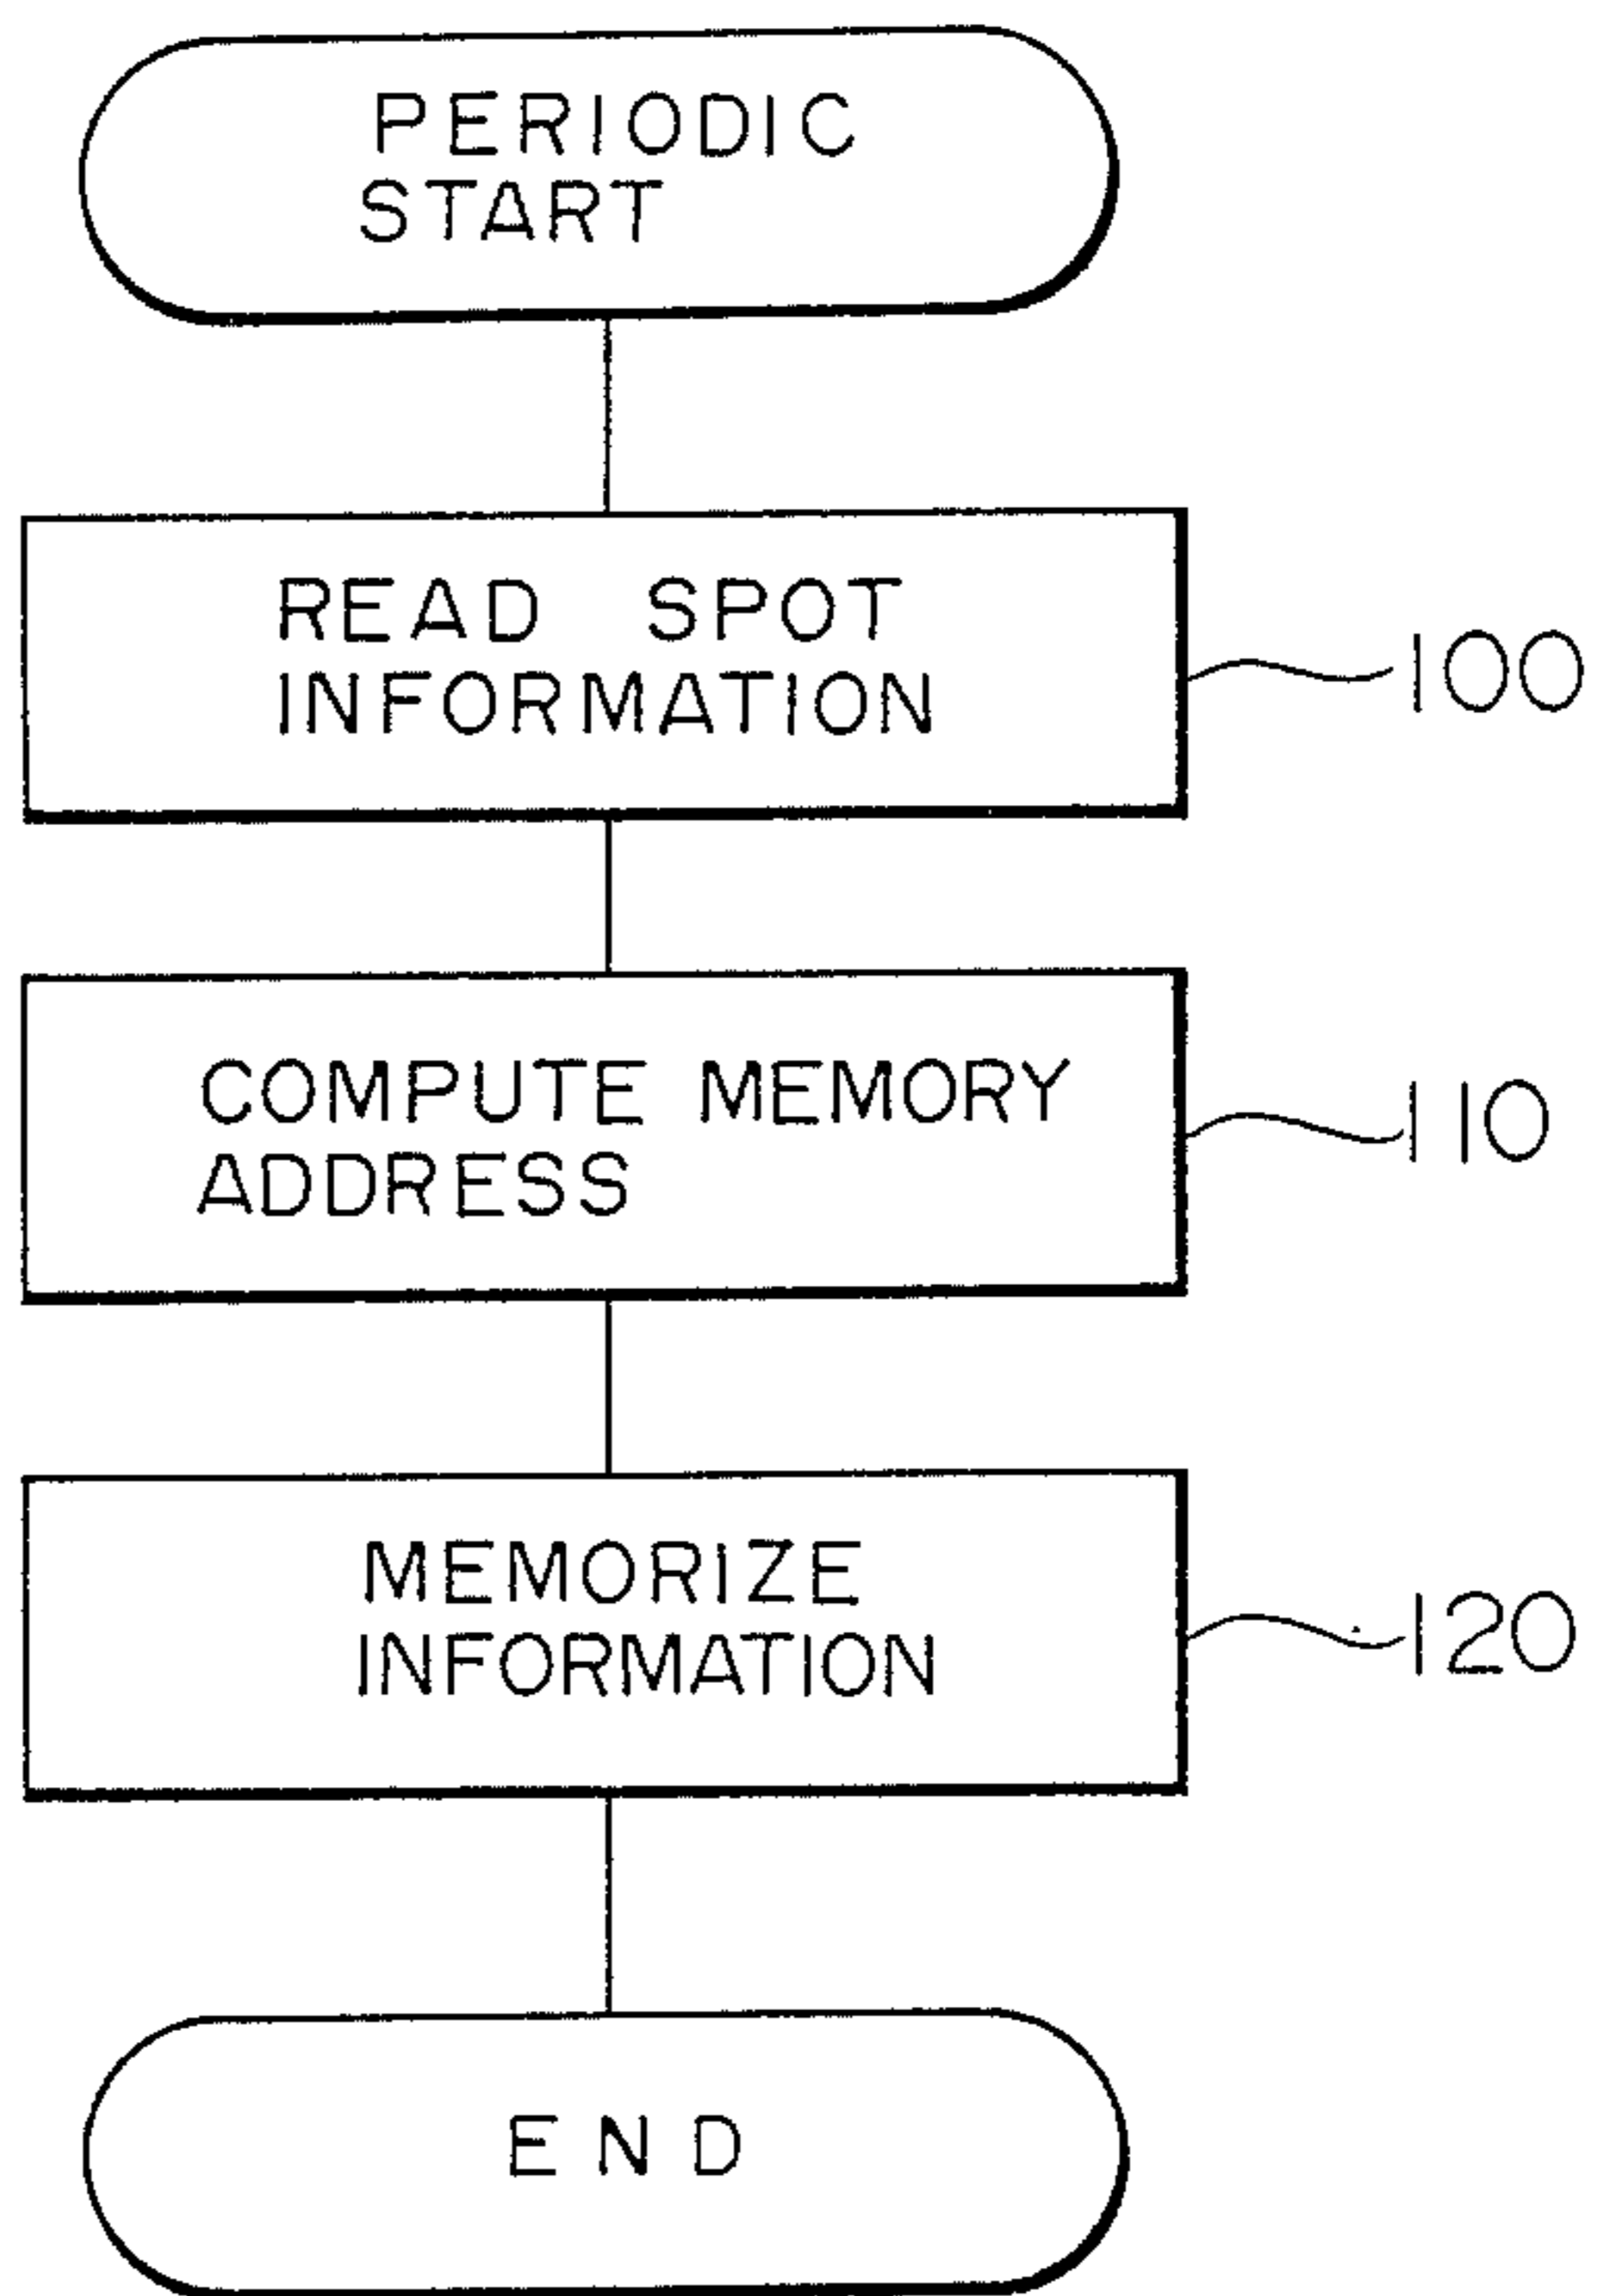 PERIODIC
START
READ SPOT
INFORMATION
100
COMPUTE MEMORY
ADDRESS
110
MEMORIZE
INFORMATION
120
END